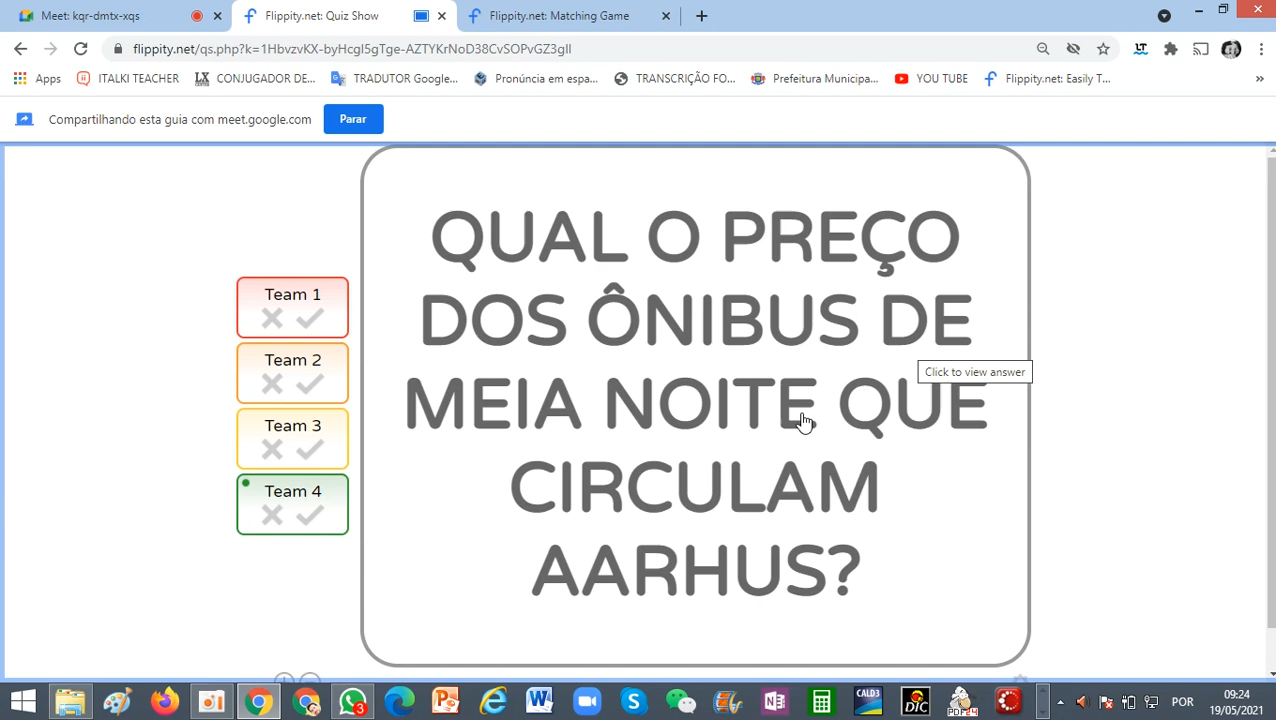 Meet: kqr-dmtx-xqs
Flippity.net: Quiz Show
Flippity.net: Matching Game
flippity.net/qs.php?k=1HbvzvKX-byHcgI5gTge-AZTYKrNoD38CvSOPvGZ3gII
Apps
ITALKI TEACHER
CONJUGADOR DE...
TRADUTOR Google...
Pronúncia em espa...
TRANSCRIÇÃO FO...
Prefeitura Municipa...
YOU TUBE
Flippity.net: Easily T...
Compartilhando esta guia com meet.google.com
Parar
QUAL O PREÇO
DOS ÔNIBUS DE
MEIA NOITE QUE
CIRCULAM
AARHUS?
Click to view answer
Team 1
Team 2
Team 3
Team 4
POR
09:24
19/05/2021